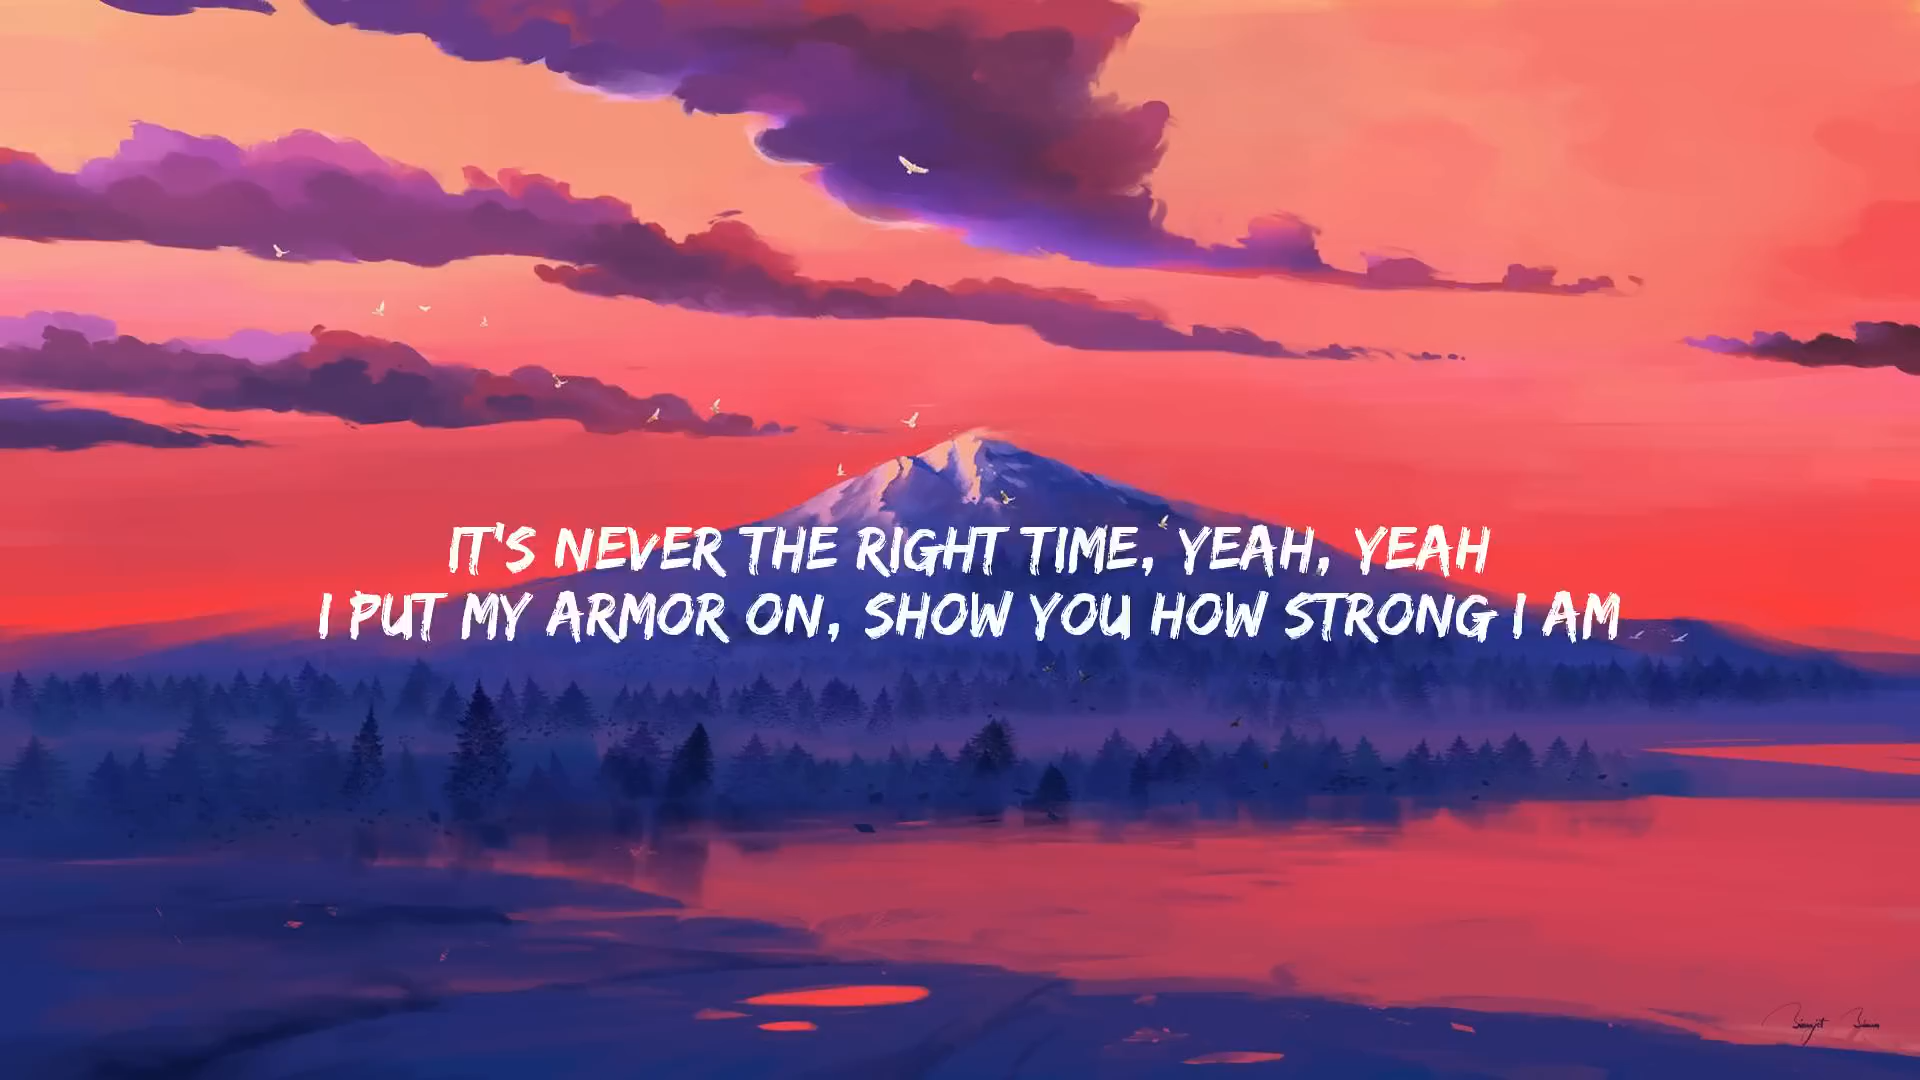 IT'S NEVER THE RIGHT TIME, YEAH, YEAH
I PUT MY ARMOR ON, SHOW YOU HOW STRONG I AM